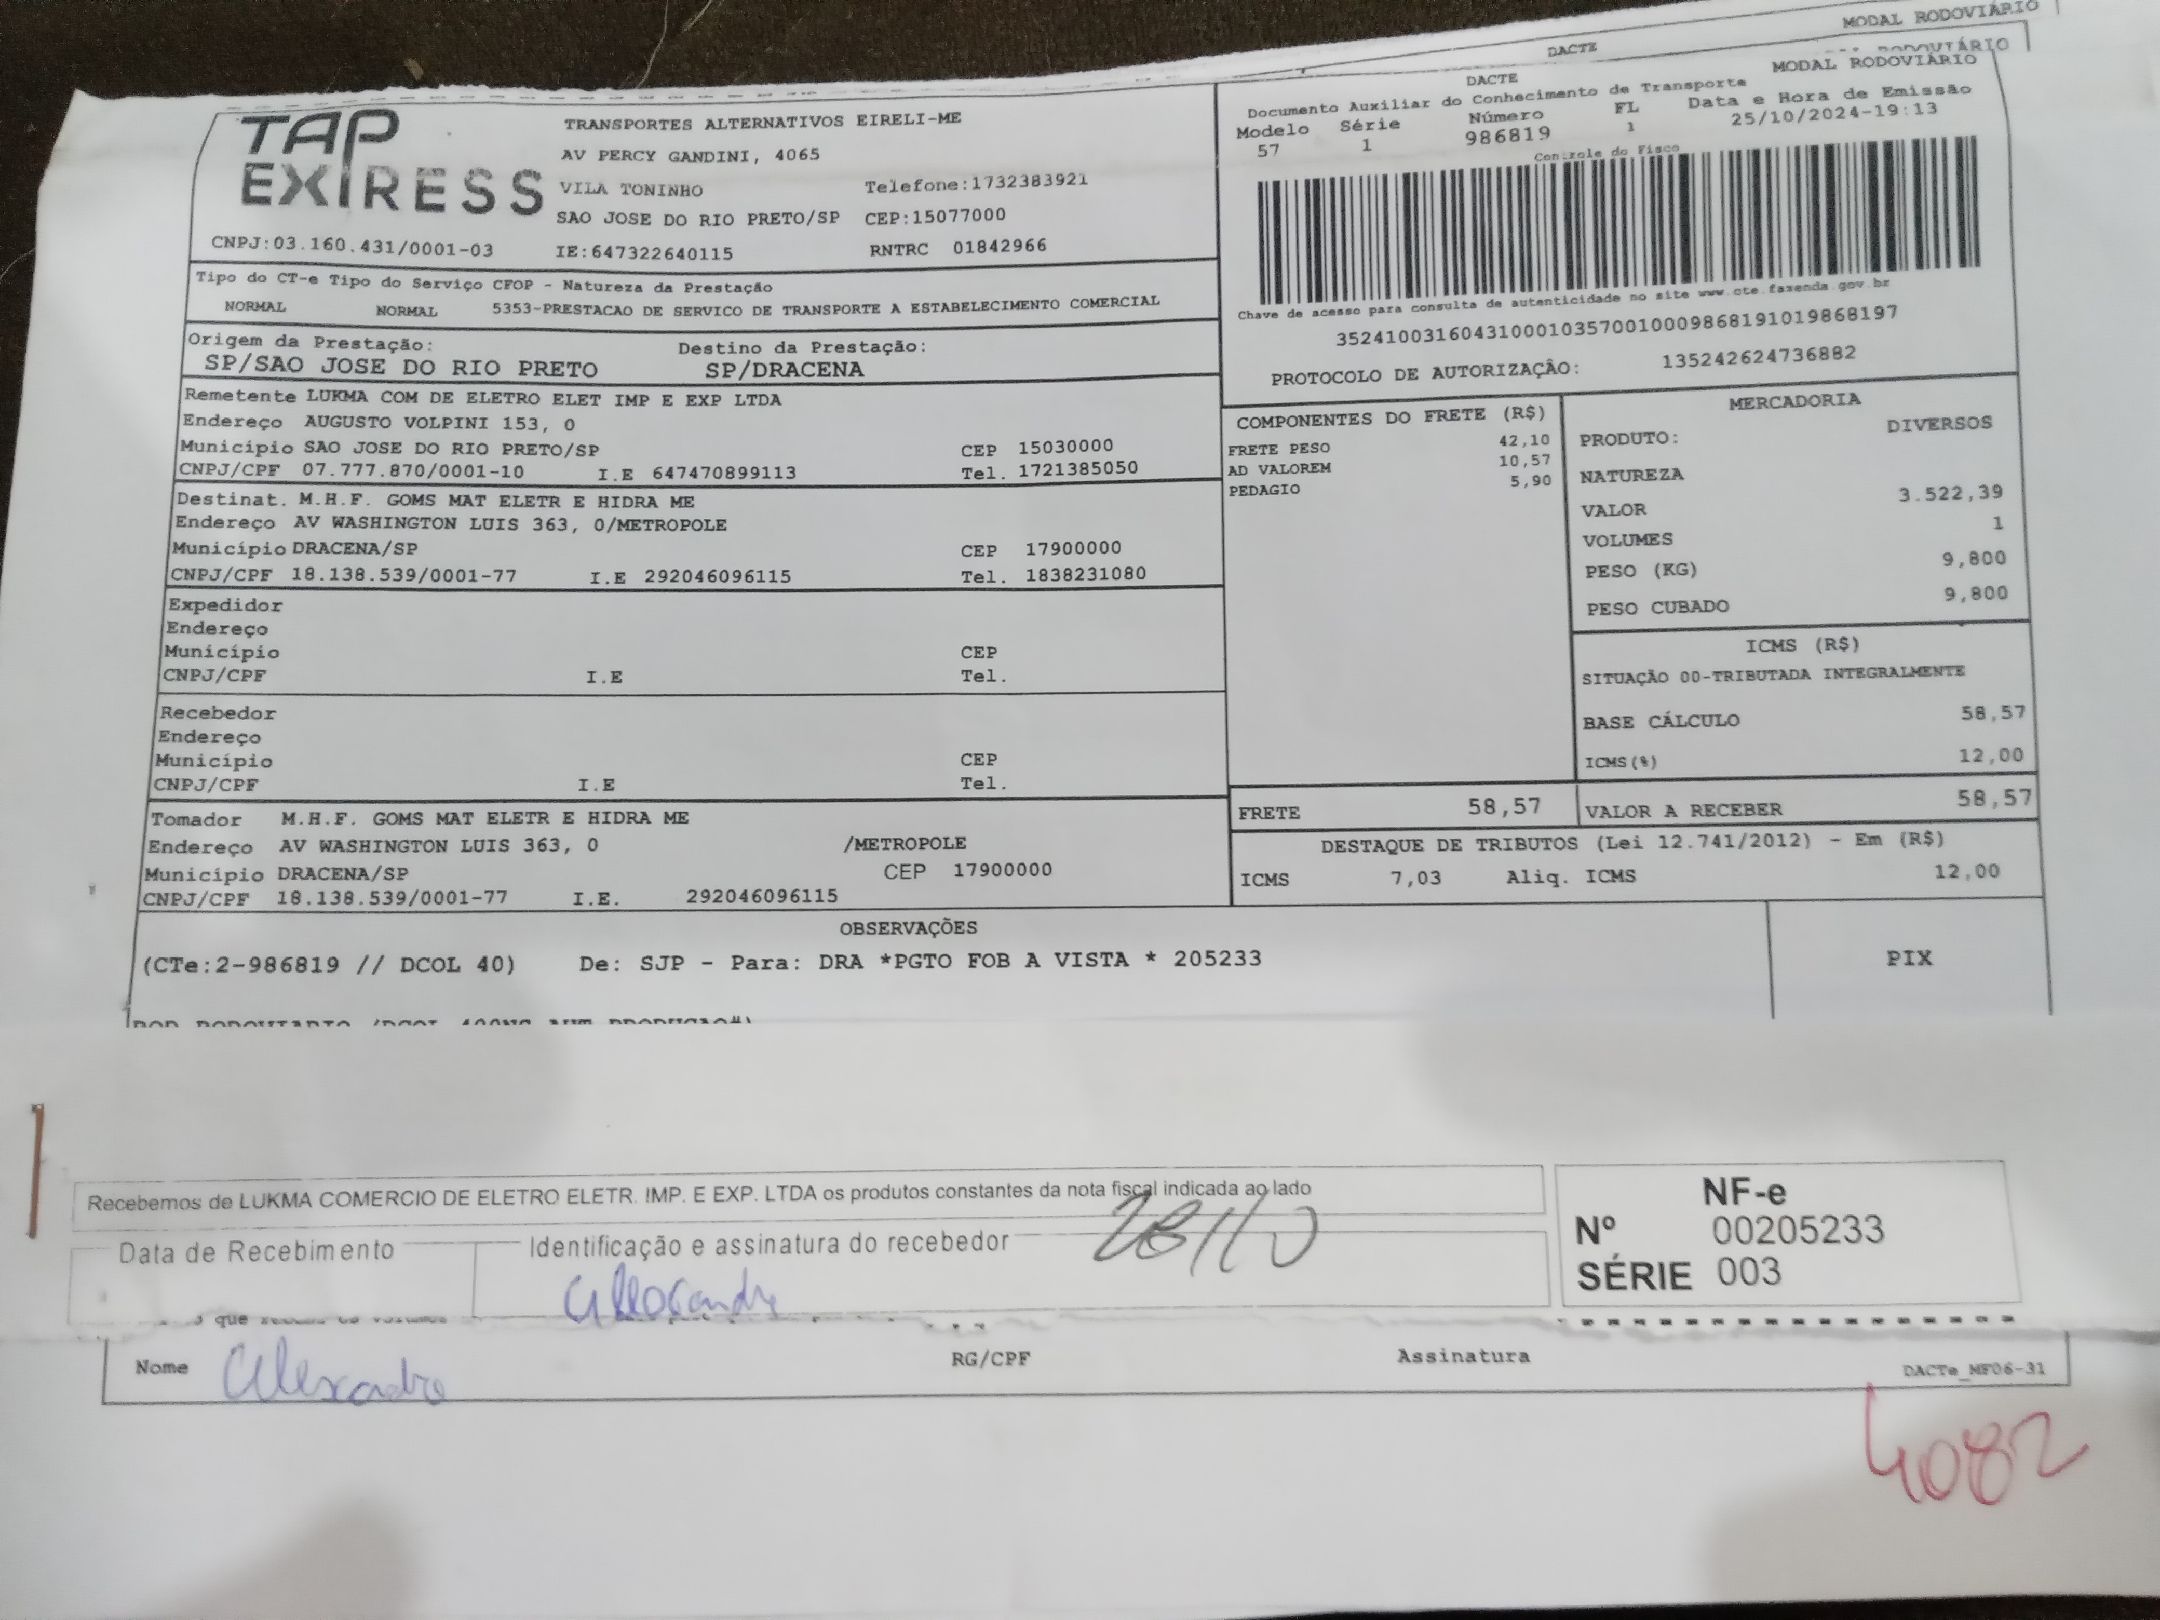 MODAL RODOVIÁRIO
DACTE
TAP
EXPRESS
TRANSPORTES ALTERNATIVOS EIRELI-ME
AV PERCY GANDINI, 4065
VILA TONINHO Telefone:1732383921
SAO JOSE DO RIO PRETO/SP CEP:15077000
CNPJ:03.160.431/0001-03 IE:647322640115 RNTRC 01842966
DACTE MODAL RODOVIÁRIO
Documento Auxiliar do Conhecimento de Transporte
Modelo Série Número FL Data e Hora de Emissão
57 1 986819 1 25/10/2024-19:13
Controle do Fisco
Chave de acesso para consulta de autenticidade no site www.cte.fazenda.gov.br
35241003160431000103570010009868191019868197
PROTOCOLO DE AUTORIZAÇÃO: 135242624736882
Tipo do CT-e Tipo do Serviço CFOP - Natureza da Prestação
NORMAL NORMAL 5353-PRESTACAO DE SERVICO DE TRANSPORTE A ESTABELECIMENTO COMERCIAL
Origem da Prestação: Destino da Prestação:
SP/SAO JOSE DO RIO PRETO SP/DRACENA
Remetente LUKMA COM DE ELETRO ELET IMP E EXP LTDA
Endereço AUGUSTO VOLPINI 153, 0
Município SAO JOSE DO RIO PRETO/SP CEP 15030000
CNPJ/CPF 07.777.870/0001-10 I.E 647470899113 Tel. 1721385050
Destinat. M.H.F. GOMS MAT ELETR E HIDRA ME
Endereço AV WASHINGTON LUIS 363, 0/METROPOLE
Município DRACENA/SP CEP 17900000
CNPJ/CPF 18.138.539/0001-77 I.E 292046096115 Tel. 1838231080
Expedidor
Endereço
Município CEP
CNPJ/CPF I.E Tel.
Recebedor
Endereço
Município CEP
CNPJ/CPF I.E Tel.
Tomador M.H.F. GOMS MAT ELETR E HIDRA ME
Endereço AV WASHINGTON LUIS 363, 0 /METROPOLE
Município DRACENA/SP CEP 17900000
CNPJ/CPF 18.138.539/0001-77 I.E. 292046096115
COMPONENTES DO FRETE (R$)
FRETE PESO 42,10
AD VALOREM 10,57
PEDAGIO 5,90
MERCADORIA
PRODUTO: DIVERSOS
NATUREZA
VALOR 3.522,39
VOLUMES 1
PESO (KG) 9,800
PESO CUBADO 9,800
ICMS (R$)
SITUAÇÃO 00-TRIBUTADA INTEGRALMENTE
BASE CÁLCULO 58,57
ICMS(%) 12,00
FRETE 58,57 VALOR A RECEBER 58,57
DESTAQUE DE TRIBUTOS (Lei 12.741/2012) - Em (R$)
ICMS 7,03 Aliq. ICMS 12,00
OBSERVAÇÕES
(CTe:2-986819 // DCOL 40) De: SJP - Para: DRA *PGTO FOB A VISTA * 205233
PIX
Recebemos de LUKMA COMERCIO DE ELETRO ELETR. IMP. E EXP. LTDA os produtos constantes da nota fiscal indicada ao lado
Data de Recebimento Identificação e assinatura do recebedor 28/10
Alexandre
NF-e
Nº 00205233
SÉRIE 003
que
Nome Alexandre RG/CPF Assinatura
DACTe_MF06-31
4082